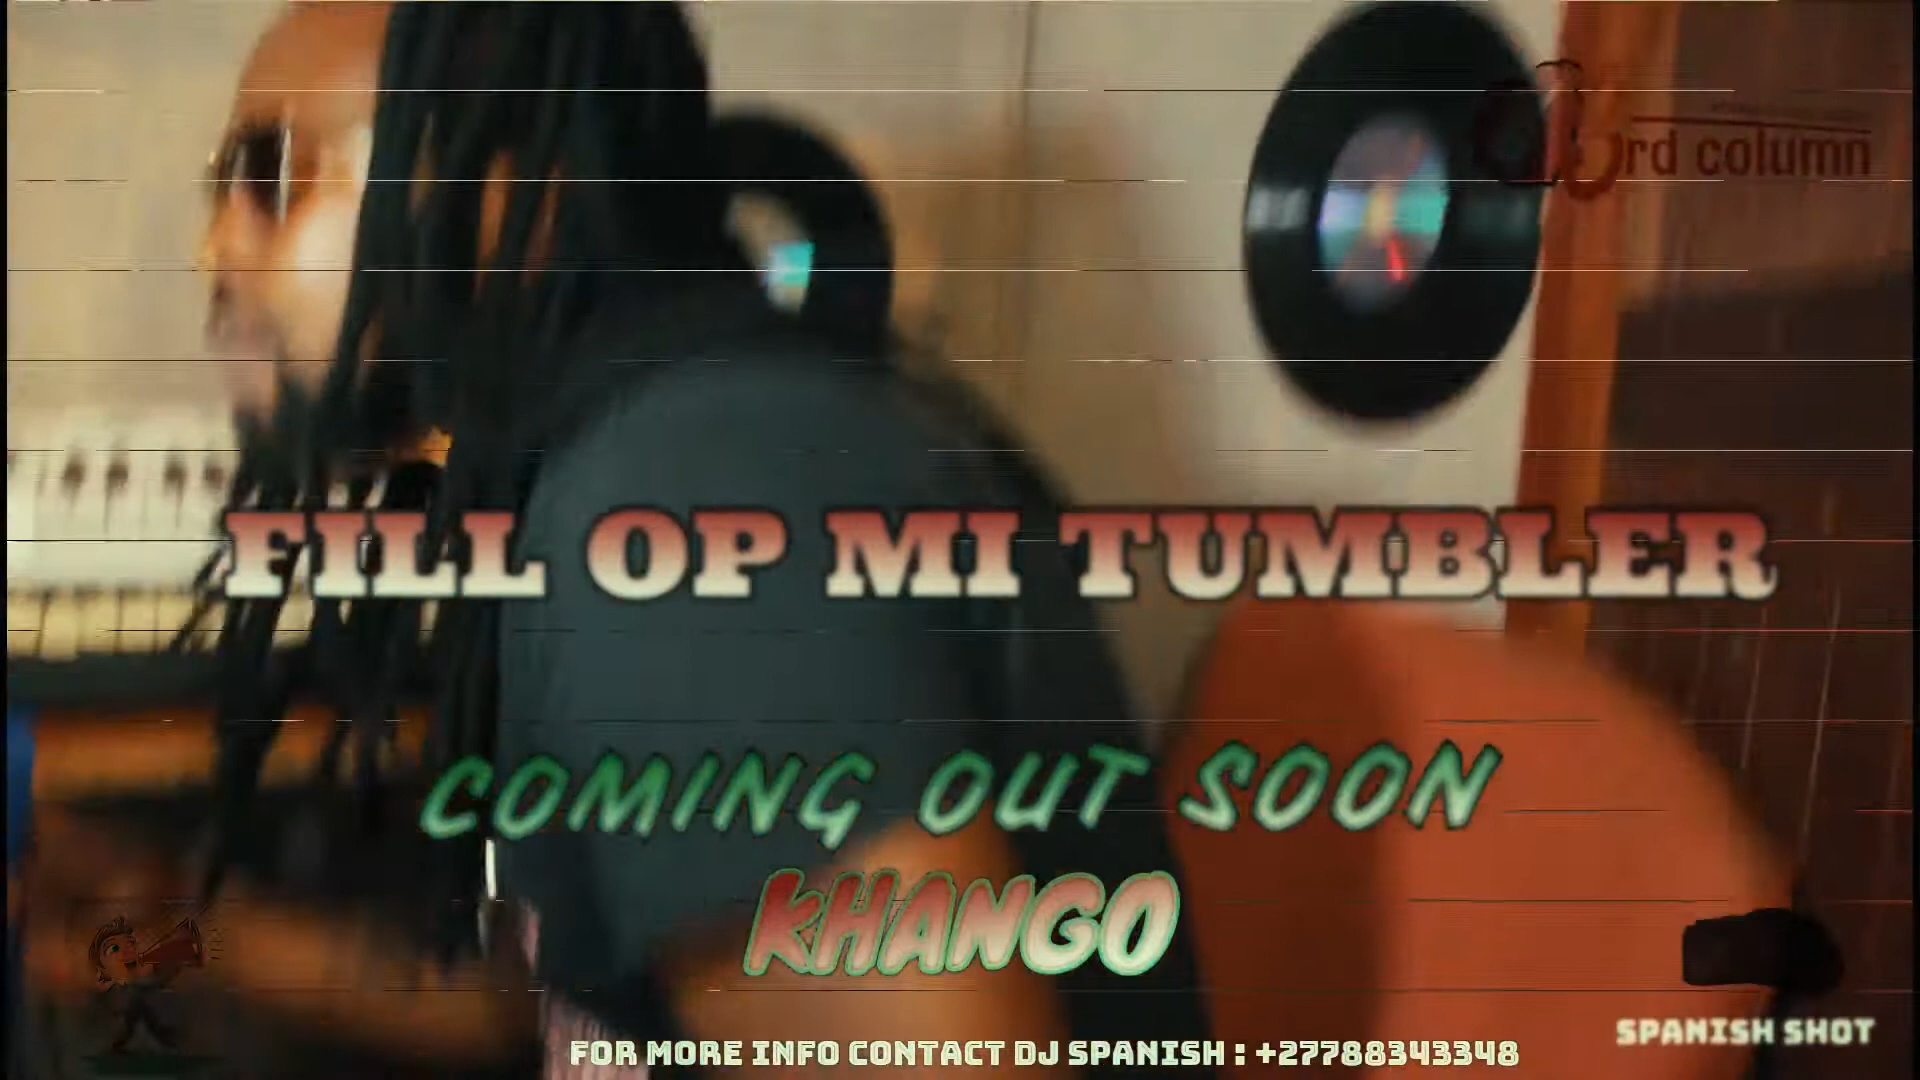 rd column
FILL OP MI TUMBLER
COMING OUT SOON
KHANGO
SPANISH SHOT
FOR MORE INFO CONTACT DJ SPANISH : +27788343348